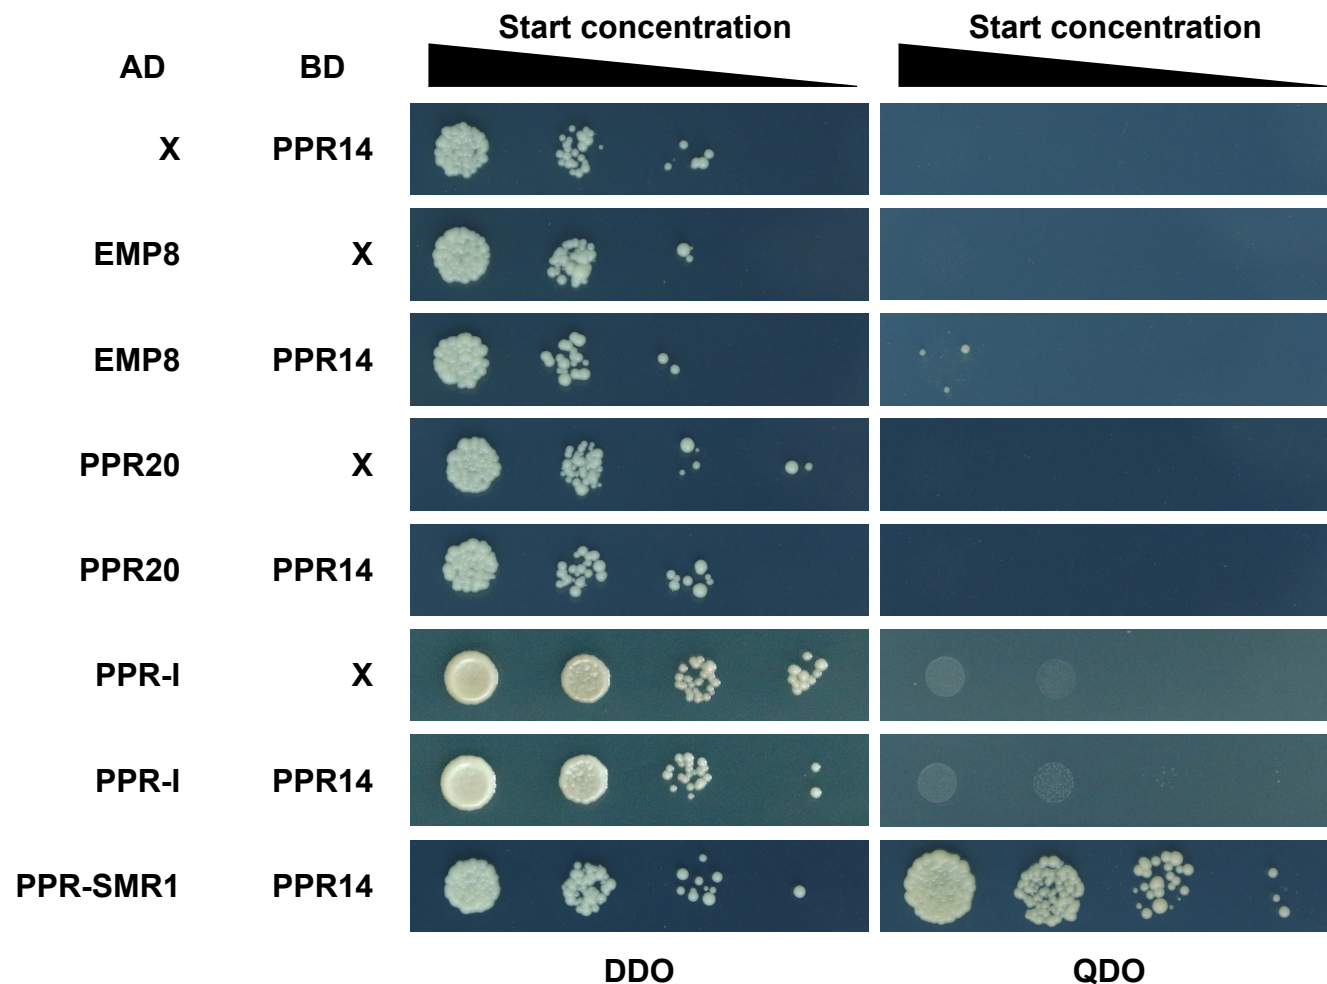 Start concentration Start concentration
AD BD
X PPR14
EMP8 X
EMP8 PPR14
PPR20 X
PPR20 PPR14
PPR-I X
PPR-I PPR14
PPR-SMR1 PPR14
DDO QDO